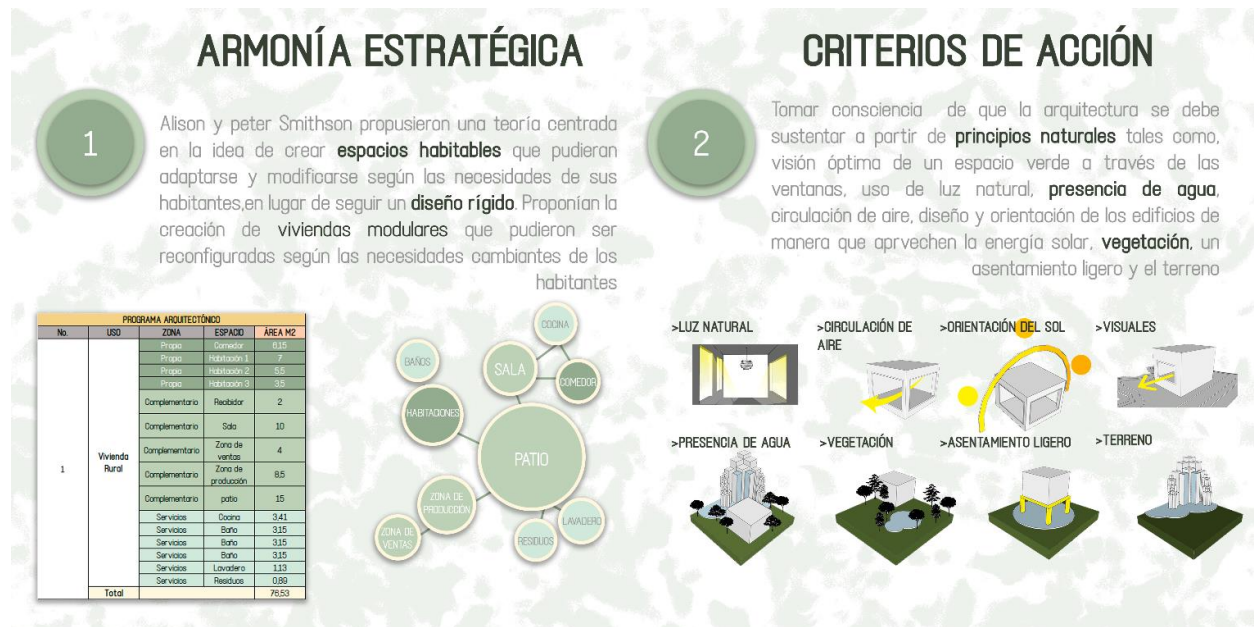 ARMONÍA ESTRATÉGICA
1
Alison y peter Smithson propusieron una teoría centrada
en la idea de crear espacios habitables que pudieran
adaptarse y modificarse según las necesidades de sus
habitantes,en lugar de seguir un diseño rígido. Proponían la
creación de viviendas modulares que pudieron ser
reconfiguradas según las necesidades cambiantes de los
habitantes
PROGRAMA ARQUITECTÓNICO
No. USO ZONA ESPACIO ÁREA M2
Propia Comedor 6,15
Propia Habitación 1 7
Propia Habitación 2 5,5
Propia Habitación 3 3,5
Complementario Recibidor 2
Complementario Sala 10
Complementario Zona de ventas 4
1 Vivienda Rural
Complementario Zona de producción 8,5
Complementario patio 15
Servicios Cocina 3,41
Servicios Baño 3,15
Servicios Baño 3,15
Servicios Baño 3,15
Servicios Lavadero 1,13
Servicios Residuos 0,89
Total 76,53
COCINA
BAÑOS
SALA
COMEDOR
HABITACIONES
PATIO
ZONA DE
PRODUCCIÓN
ZONA DE
VENTAS
RESIDUOS
LAVADERO
CRITERIOS DE ACCIÓN
2
Tomar consciencia de que la arquitectura se debe
sustentar a partir de principios naturales tales como,
visión óptima de un espacio verde a través de las
ventanas, uso de luz natural, presencia de agua,
circulación de aire, diseño y orientación de los edificios de
manera que aprvechen la energía solar, vegetación, un
asentamiento ligero y el terreno
>LUZ NATURAL
>CIRCULACIÓN DE
AIRE
>ORIENTACIÓN DEL SOL
>VISUALES
>PRESENCIA DE AGUA
>VEGETACIÓN
>ASENTAMIENTO LIGERO
>TERRENO